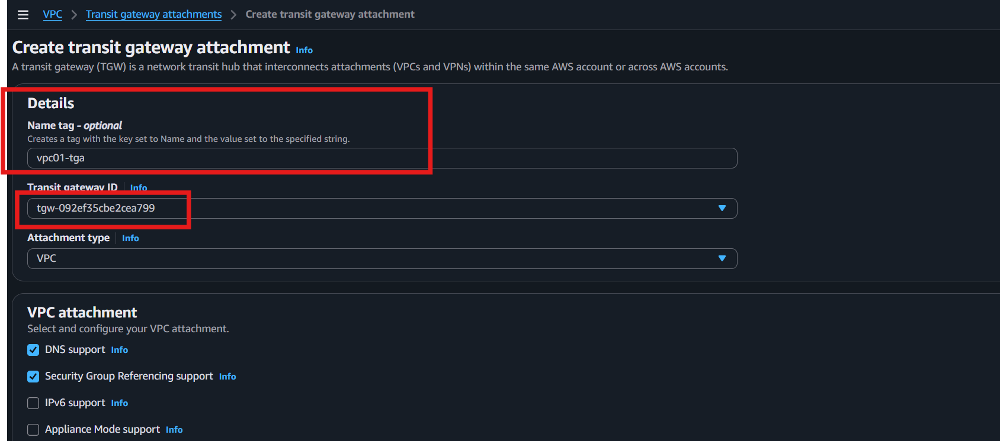 VPC > Transit gateway attachments > Create transit gateway attachment
Create transit gateway attachment Info
A transit gateway (TGW) is a network transit hub that interconnects attachments (VPCs and VPNs) within the same AWS account or across AWS accounts.
Details
Name tag - optional
Creates a tag with the key set to Name and the value set to the specified string.
vpc01-tga
Transit gateway ID Info
tgw-092ef35cbe2cea799
Attachment type Info
VPC
VPC attachment
Select and configure your VPC attachment.
DNS support Info
Security Group Referencing support Info
IPv6 support Info
Appliance Mode support Info